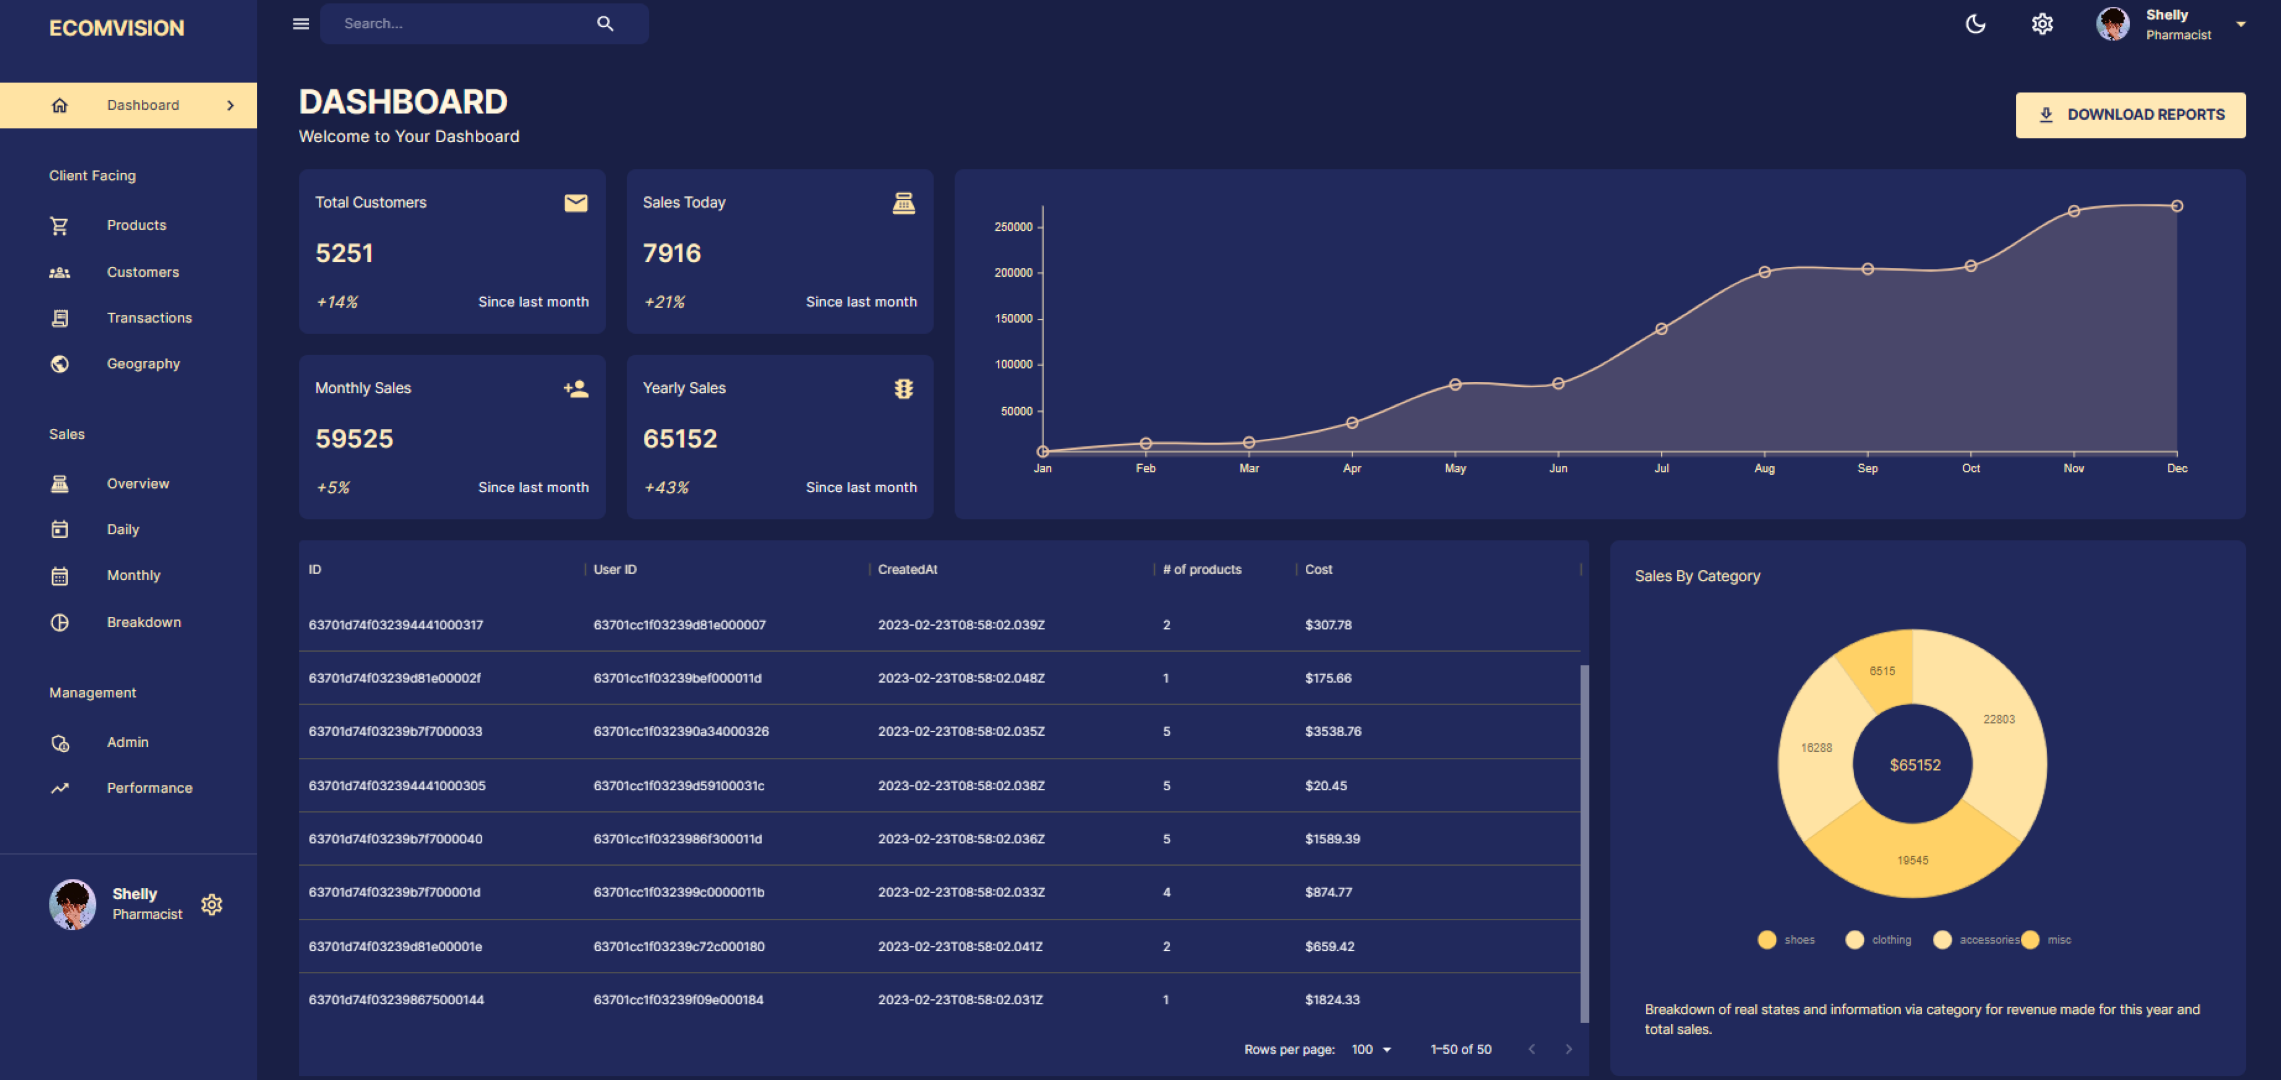 ECOMVISION
Search...
Shelly
Pharmacist
Dashboard
Client Facing
Products
Customers
Transactions
Geography
Sales
Overview
Daily
Monthly
Breakdown
Management
Admin
Performance
Shelly
Pharmacist
DASHBOARD
Welcome to Your Dashboard
DOWNLOAD REPORTS
Total Customers
5251
+14% Since last month
Sales Today
7916
+21% Since last month
Monthly Sales
59525
+5% Since last month
Yearly Sales
65152
+43% Since last month
250000
200000
150000
100000
50000
Jan Feb Mar Apr May Jun Jul Aug Sep Oct Nov Dec
ID User ID CreatedAt # of products Cost
63701d74f032394441000317 63701cc1f03239d81e000007 2023-02-23T08:58:02.039Z 2 $307.78
63701d74f03239d81e00002f 63701cc1f03239bef000011d 2023-02-23T08:58:02.048Z 1 $175.66
63701d74f03239b7f7000033 63701cc1f032390a34000326 2023-02-23T08:58:02.035Z 5 $3538.76
63701d74f032394441000305 63701cc1f03239d59100031c 2023-02-23T08:58:02.038Z 5 $20.45
63701d74f03239b7f7000040 63701cc1f0323986f300011d 2023-02-23T08:58:02.036Z 5 $1589.39
63701d74f03239b7f700001d 63701cc1f032399c0000011b 2023-02-23T08:58:02.033Z 4 $874.77
63701d74f03239d81e00001e 63701cc1f03239c72c000180 2023-02-23T08:58:02.041Z 2 $659.42
63701d74f032398675000144 63701cc1f03239f09e000184 2023-02-23T08:58:02.031Z 1 $1824.33
Rows per page: 100 1–50 of 50
Sales By Category
6515
22803
16288
$65152
19545
shoes clothing accessories misc
Breakdown of real states and information via category for revenue made for this year and
total sales.